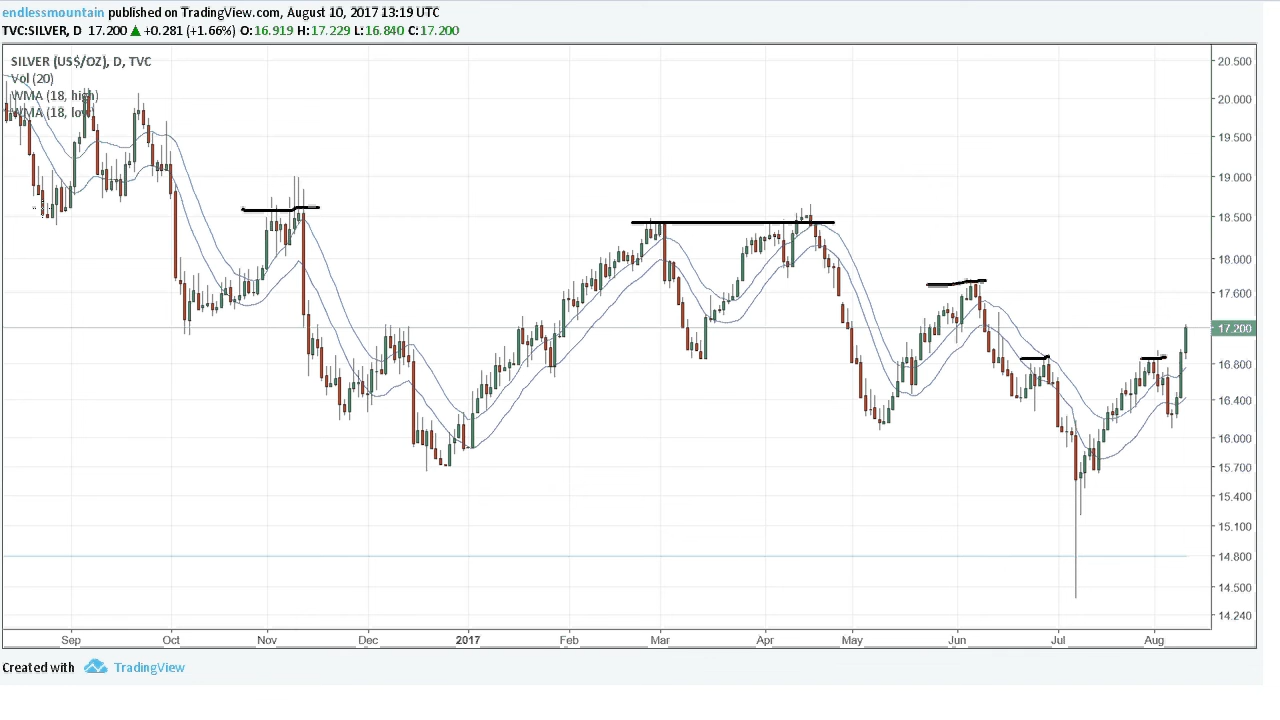 endlessmountain published on TradingView.com, August 10, 2017 13:19 UTC
TVC:SILVER, D 17.200 ▲ +0.281 (+1.66%) O:16.919 H:17.229 L:16.840 C:17.200
SILVER (US$/OZ), D, TVC
Vol (20)
WMA (18, high)
WMA (18, low)
20.500
20.000
19.500
19.000
18.500
18.000
17.600
17.200
16.800
16.400
16.000
15.700
15.400
15.100
14.800
14.500
14.240
Sep Oct Nov Dec 2017 Feb Mar Apr May Jun Jul Aug
Created with TradingView